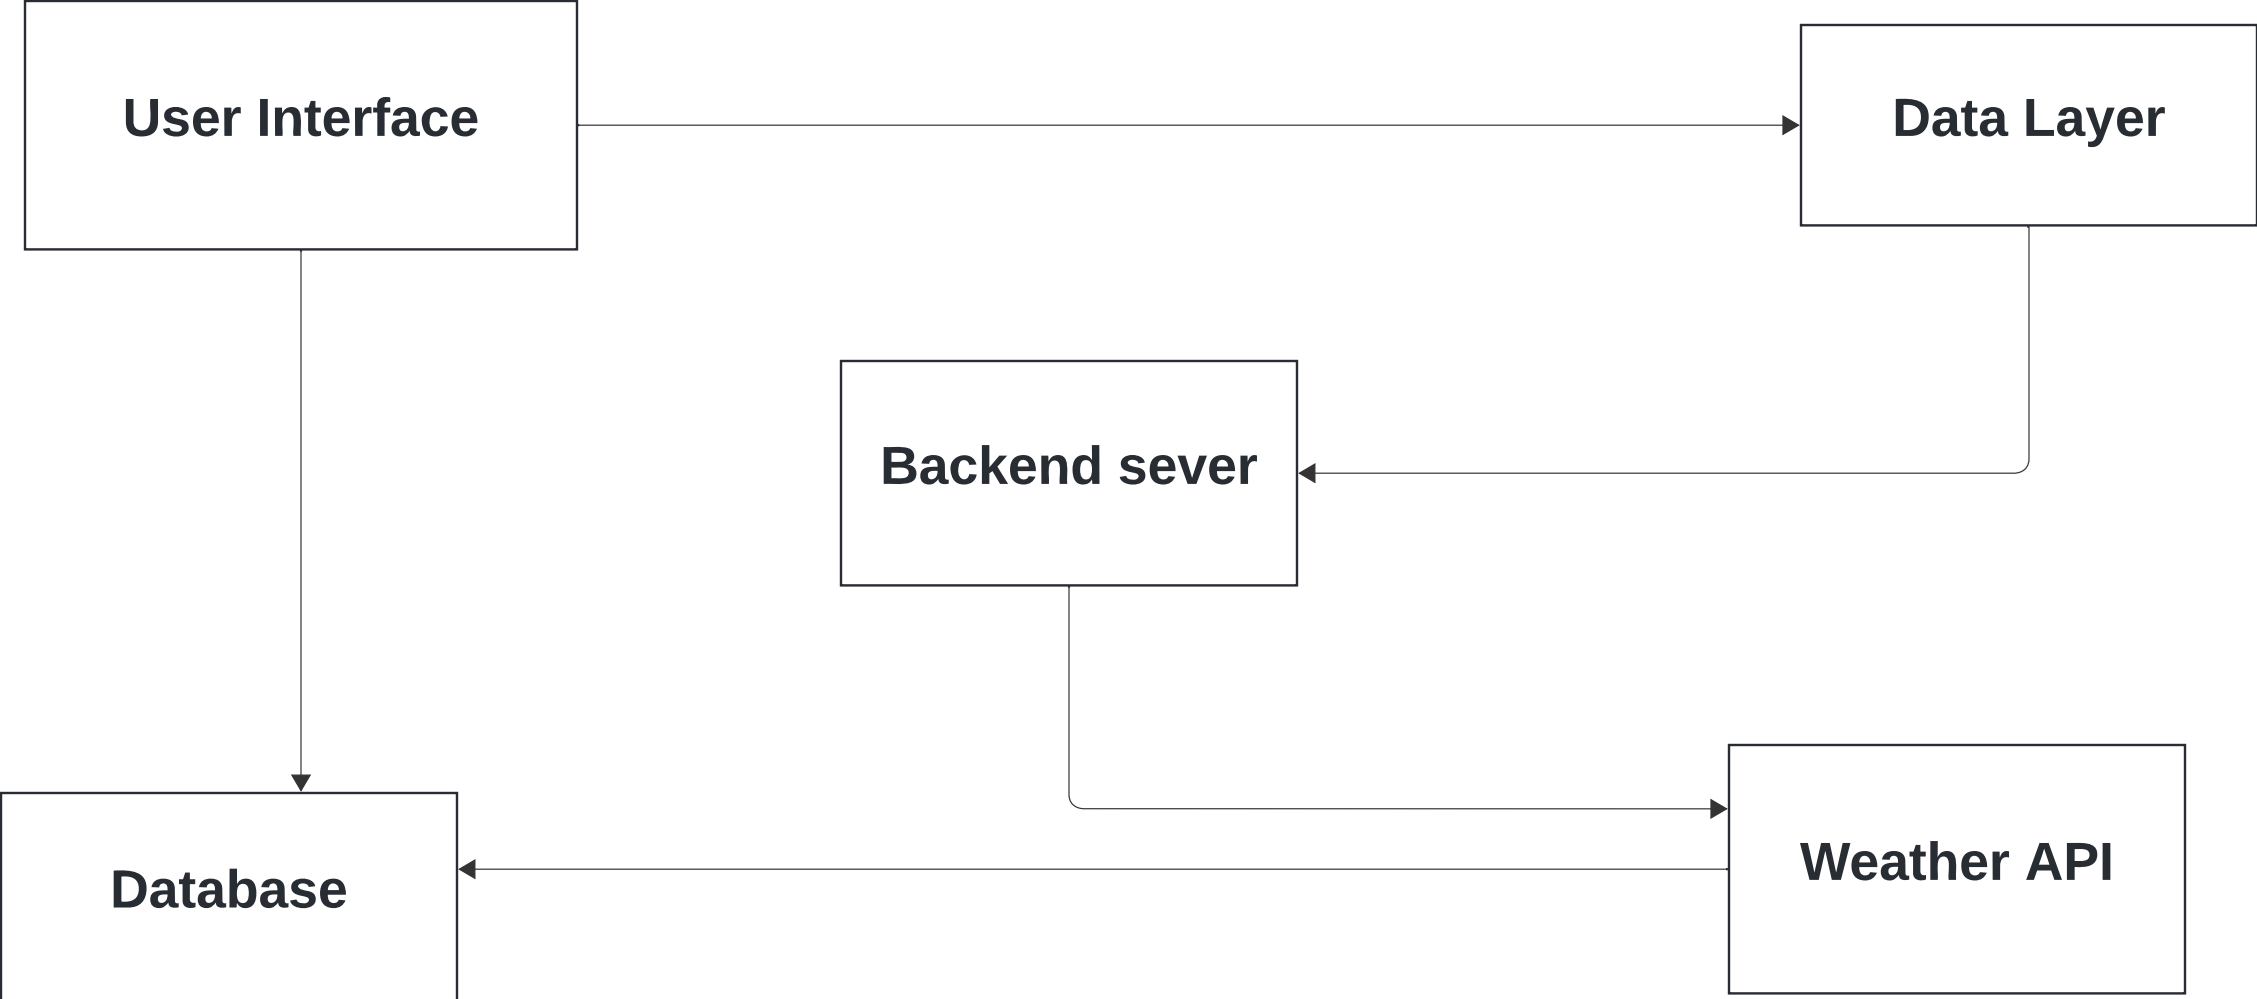 User Interface
Data Layer
Backend sever
Weather API
Database